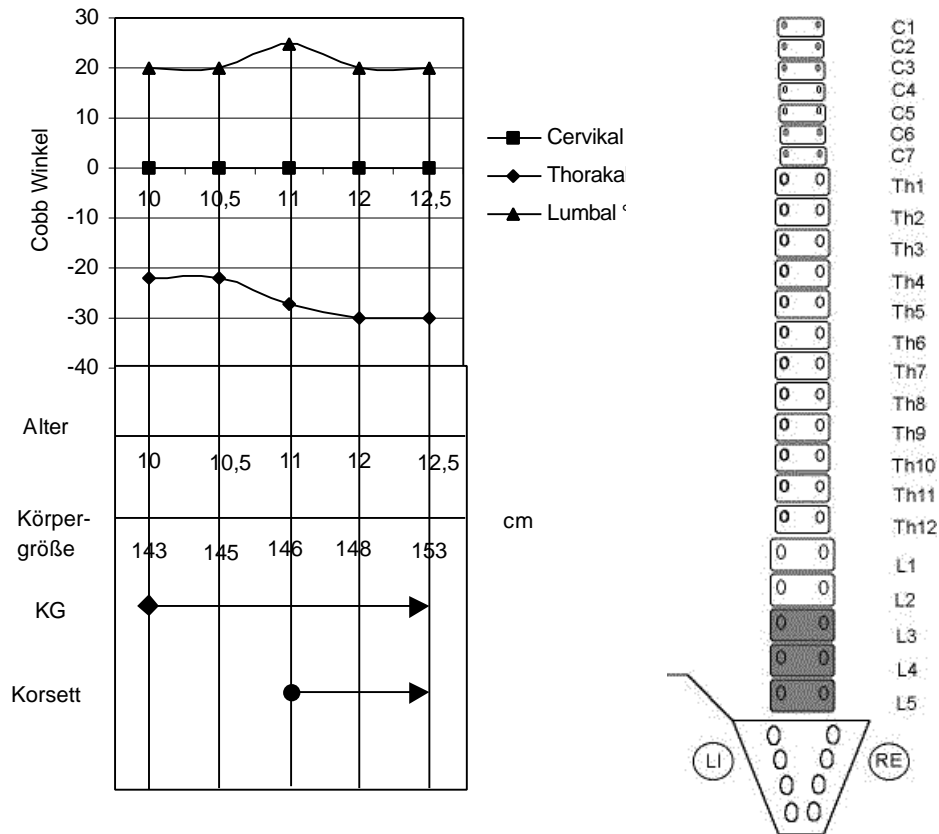 30
20
10
0
-10
-20
-30
-40
Cobb Winkel
10 10,5 11 12 12,5
Cervikal
Thoraka
Lumbal °
Alter
10 10,5 11 12 12,5
Körper-
größe
cm
143 145 146 148 153
KG
Korsett
C1
C2
C3
C4
C5
C6
C7
Th1
Th2
Th3
Th4
Th5
Th6
Th7
Th8
Th9
Th10
Th11
Th12
L1
L2
L3
L4
L5
LI
RE